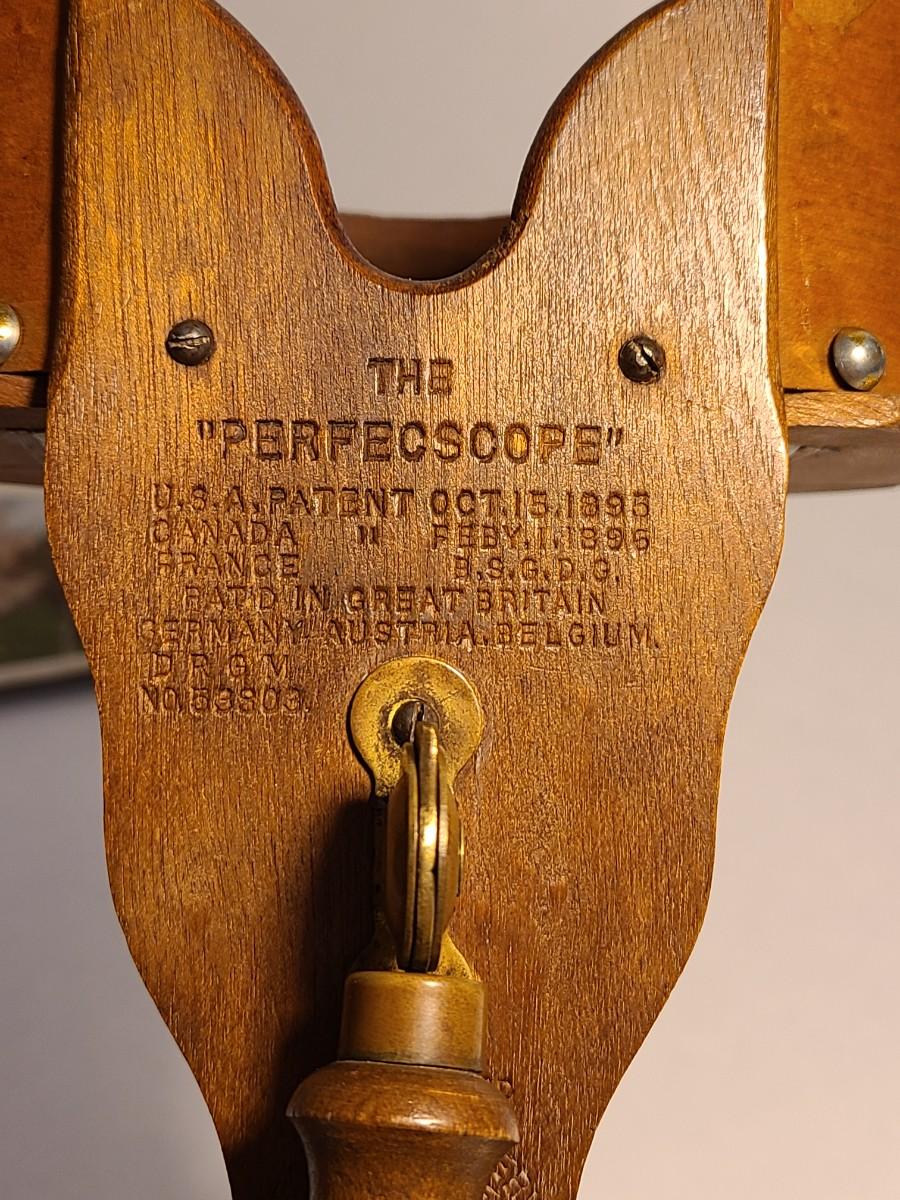 THE
"PERFECSCOPE"
U.S.A. PATENT OCT.15.1895
CANADA " FEBY.1.1896
FRANCE B.S.G.D.G.
PAT'D IN GREAT BRITAIN
GERMANY. AUSTRIA. BELGIUM.
D.R.G.M.
NO.53803.